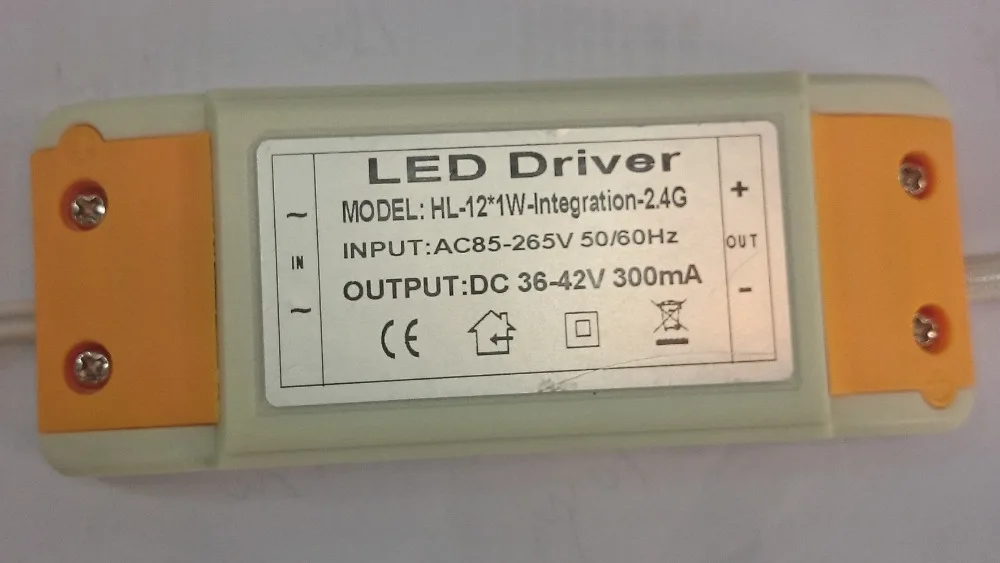 LED Driver
MODEL: HL-12*1W-Integration-2.4G
INPUT:AC85-265V 50/60Hz
OUTPUT:DC 36-42V 300mA
~
IN
~
+
OUT
-
CE